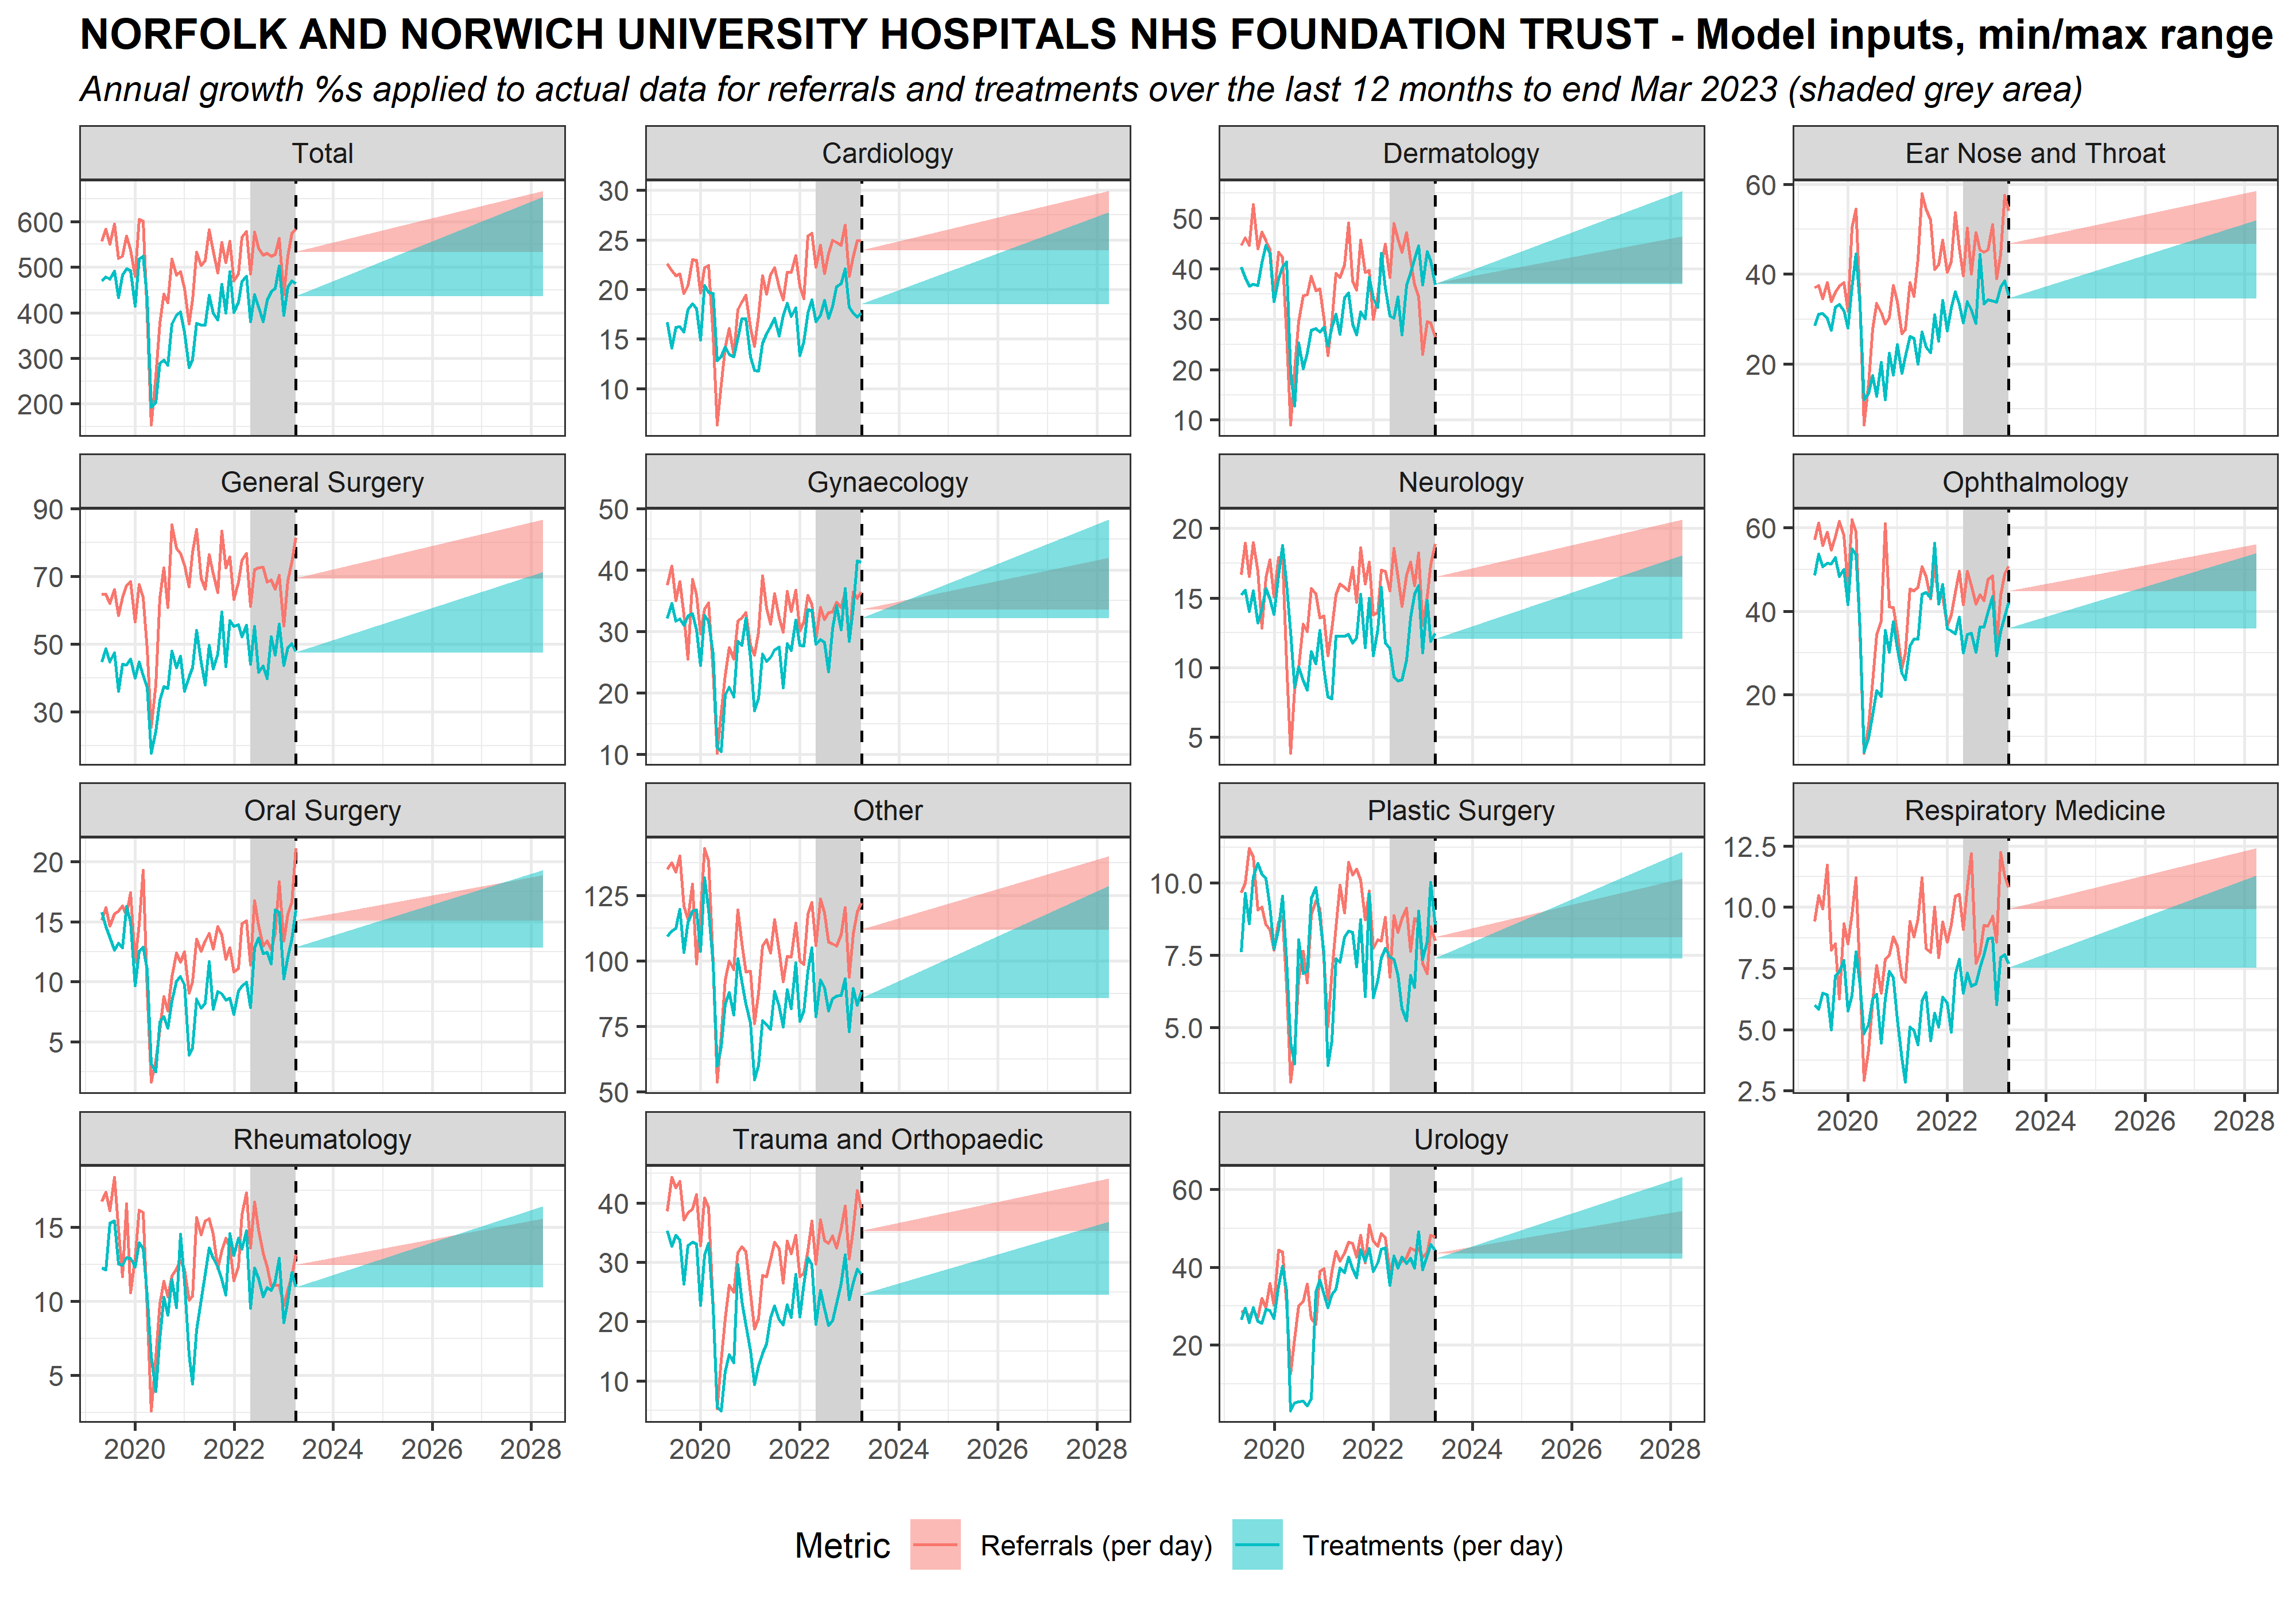 NORFOLK AND NORWICH UNIVERSITY HOSPITALS NHS FOUNDATION TRUST - Model inputs, min/max range
Annual growth %s applied to actual data for referrals and treatments over the last 12 months to end Mar 2023 (shaded grey area)
Total
600
500
400
300
200
Cardiology
30
25
20
15
10
Dermatology
50
40
30
20
10
Ear Nose and Throat
60
40
20
General Surgery
90
70
50
30
Gynaecology
50
40
30
20
10
Neurology
20
15
10
5
Ophthalmology
60
40
20
Oral Surgery
20
15
10
5
Other
125
100
75
50
Plastic Surgery
10.0
7.5
5.0
Respiratory Medicine
12.5
10.0
7.5
5.0
2.5
2020 2022 2024 2026 2028
Rheumatology
15
10
5
2020 2022 2024 2026 2028
Trauma and Orthopaedic
40
30
20
10
2020 2022 2024 2026 2028
Urology
60
40
20
2020 2022 2024 2026 2028
Metric Referrals (per day) Treatments (per day)